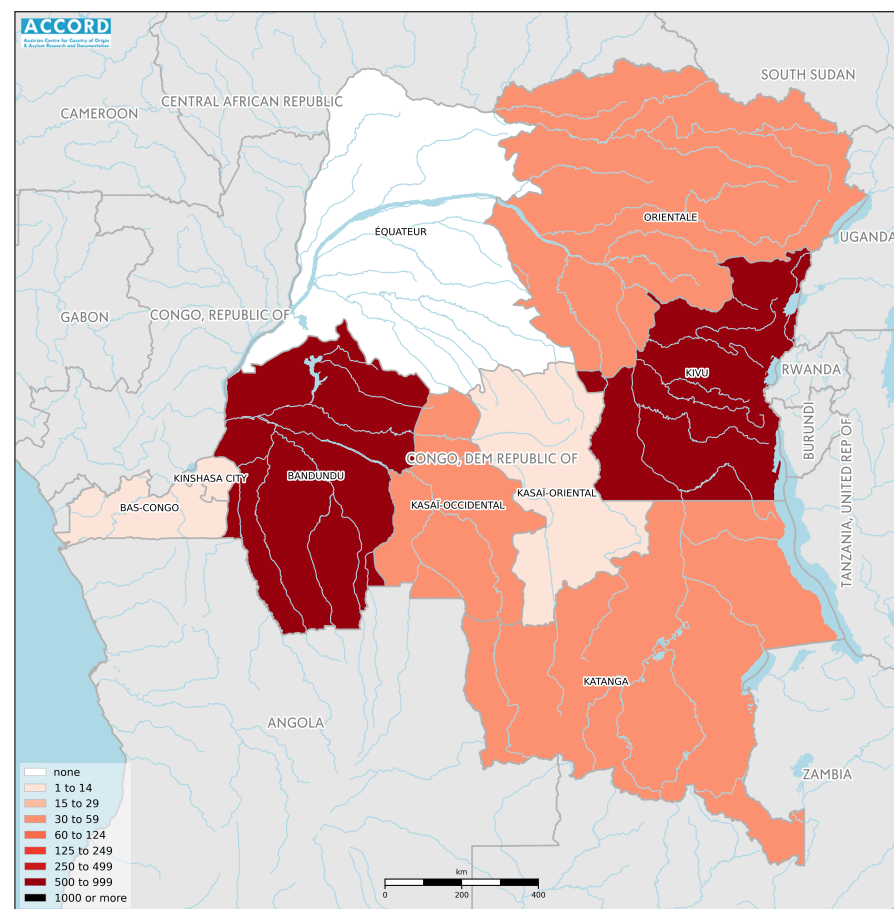 ACCORD
Austrian Centre for Country of Origin
& Asylum Research and Documentation
SOUTH SUDAN
CENTRAL AFRICAN REPUBLIC
CAMEROON
ORIENTALE
ÉQUATEUR
UGANDA
GABON
CONGO, REPUBLIC OF
KIVU
RWANDA
BURUNDI
TANZANIA, UNITED REP OF
CONGO, DEM REPUBLIC OF
KINSHASA CITY
BANDUNDU
KASAÏ-ORIENTAL
BAS-CONGO
KASAÏ-OCCIDENTAL
KATANGA
ANGOLA
ZAMBIA
none
1 to 14
15 to 29
30 to 59
60 to 124
125 to 249
250 to 499
500 to 999
1000 or more
km
0 200 400